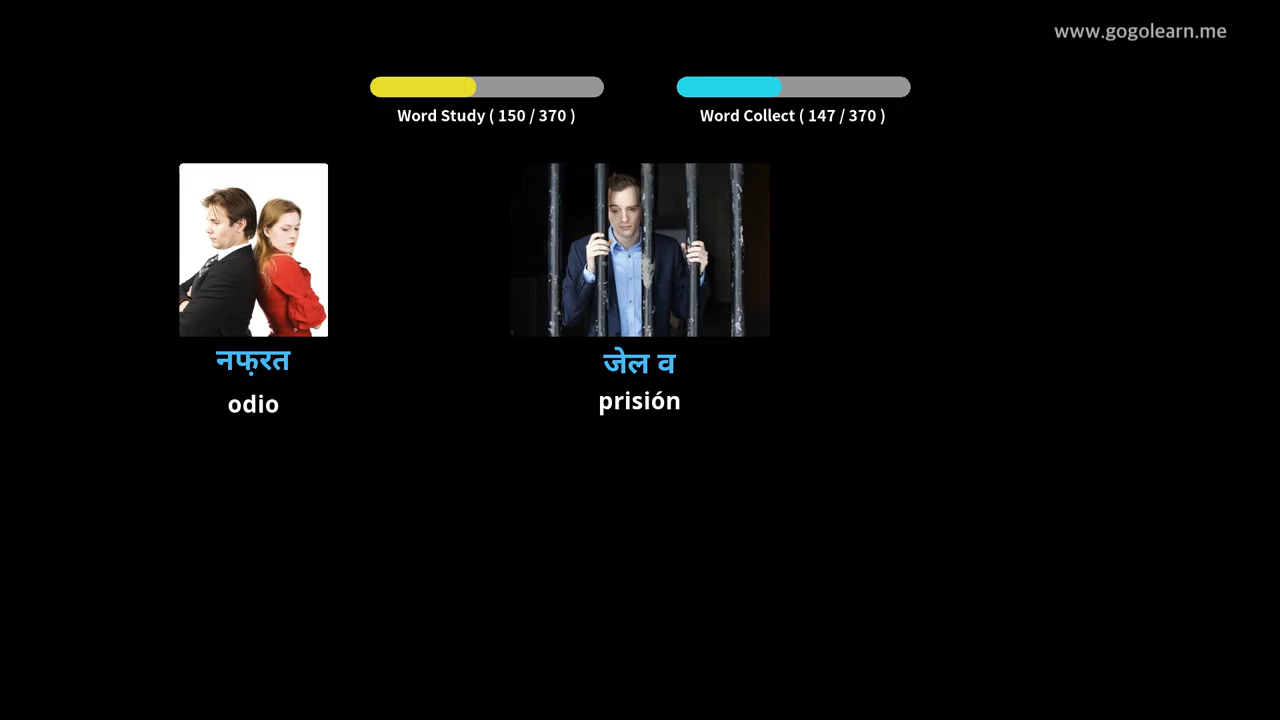 www.gogolearn.me
Word Study ( 150 / 370 )
Word Collect ( 147 / 370 )
नफ़रत
जेल व
odio
prisión